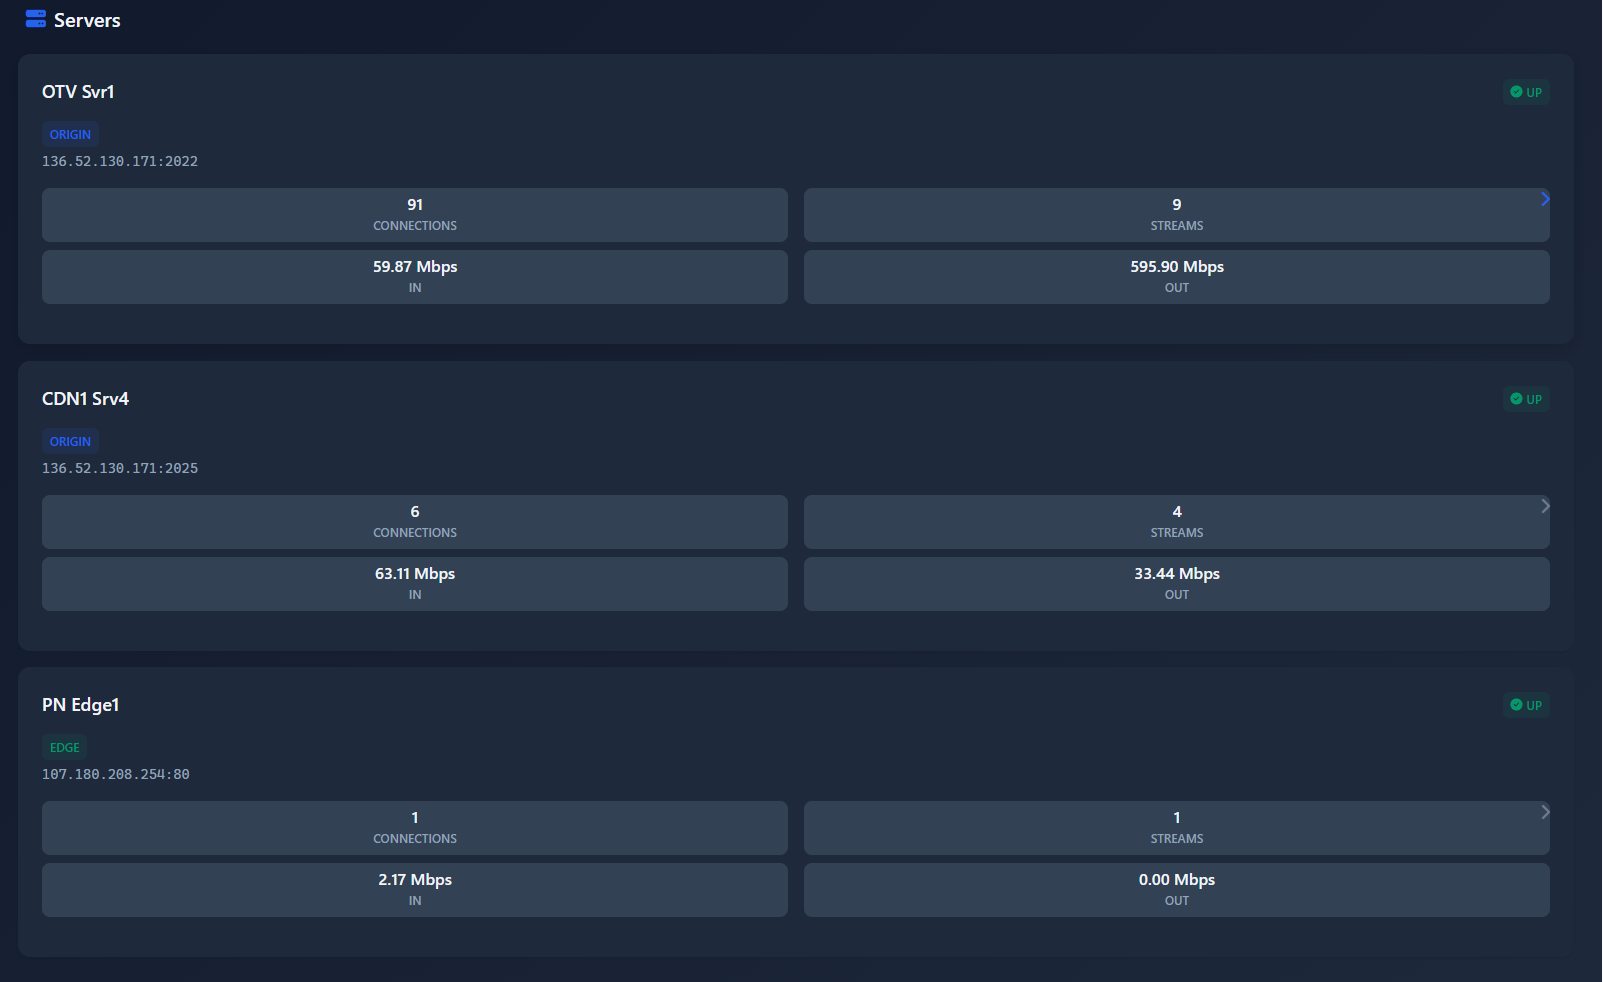 Servers
OTV Svr1
UP
ORIGIN
136.52.130.171:2022
91
CONNECTIONS
9
STREAMS
59.87 Mbps
IN
595.90 Mbps
OUT
CDN1 Srv4
UP
ORIGIN
136.52.130.171:2025
6
CONNECTIONS
4
STREAMS
63.11 Mbps
IN
33.44 Mbps
OUT
PN Edge1
UP
EDGE
107.180.208.254:80
1
CONNECTIONS
1
STREAMS
2.17 Mbps
IN
0.00 Mbps
OUT